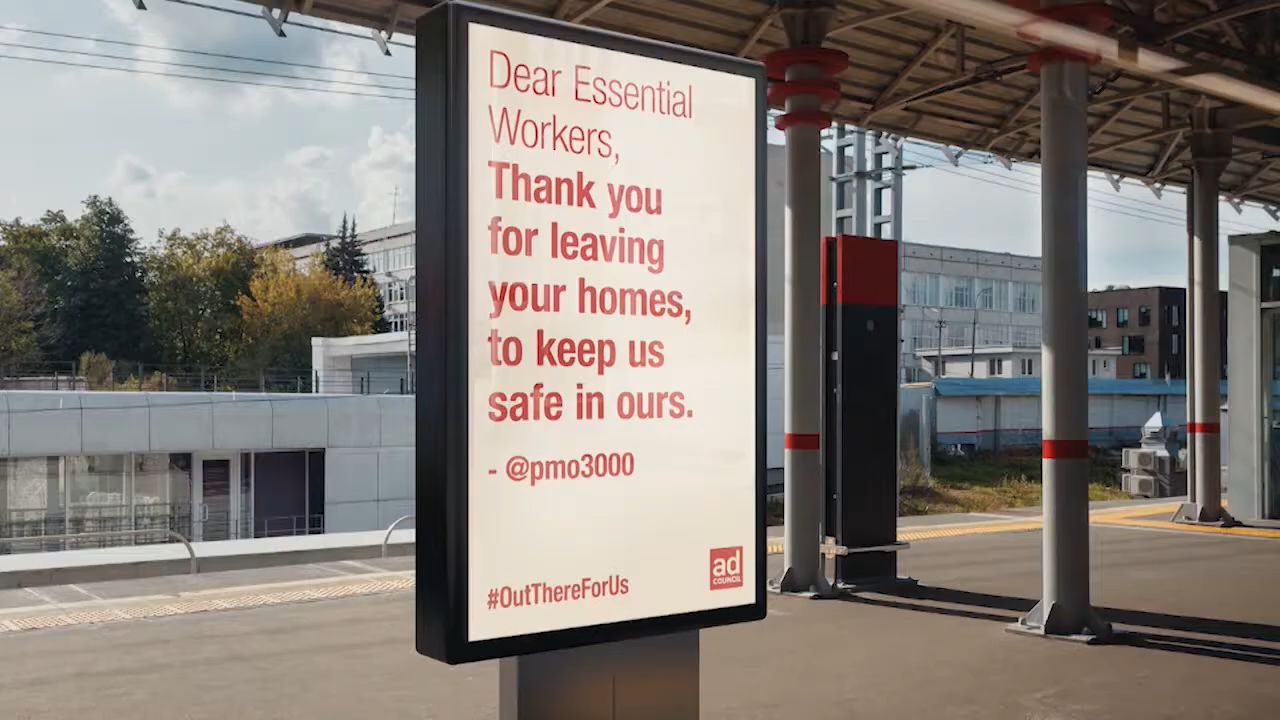 Dear Essential
Workers,
Thank you
for leaving
your homes,
to keep us
safe in ours.
- @pmo3000
#OutThereForUs
ad
COUNCIL